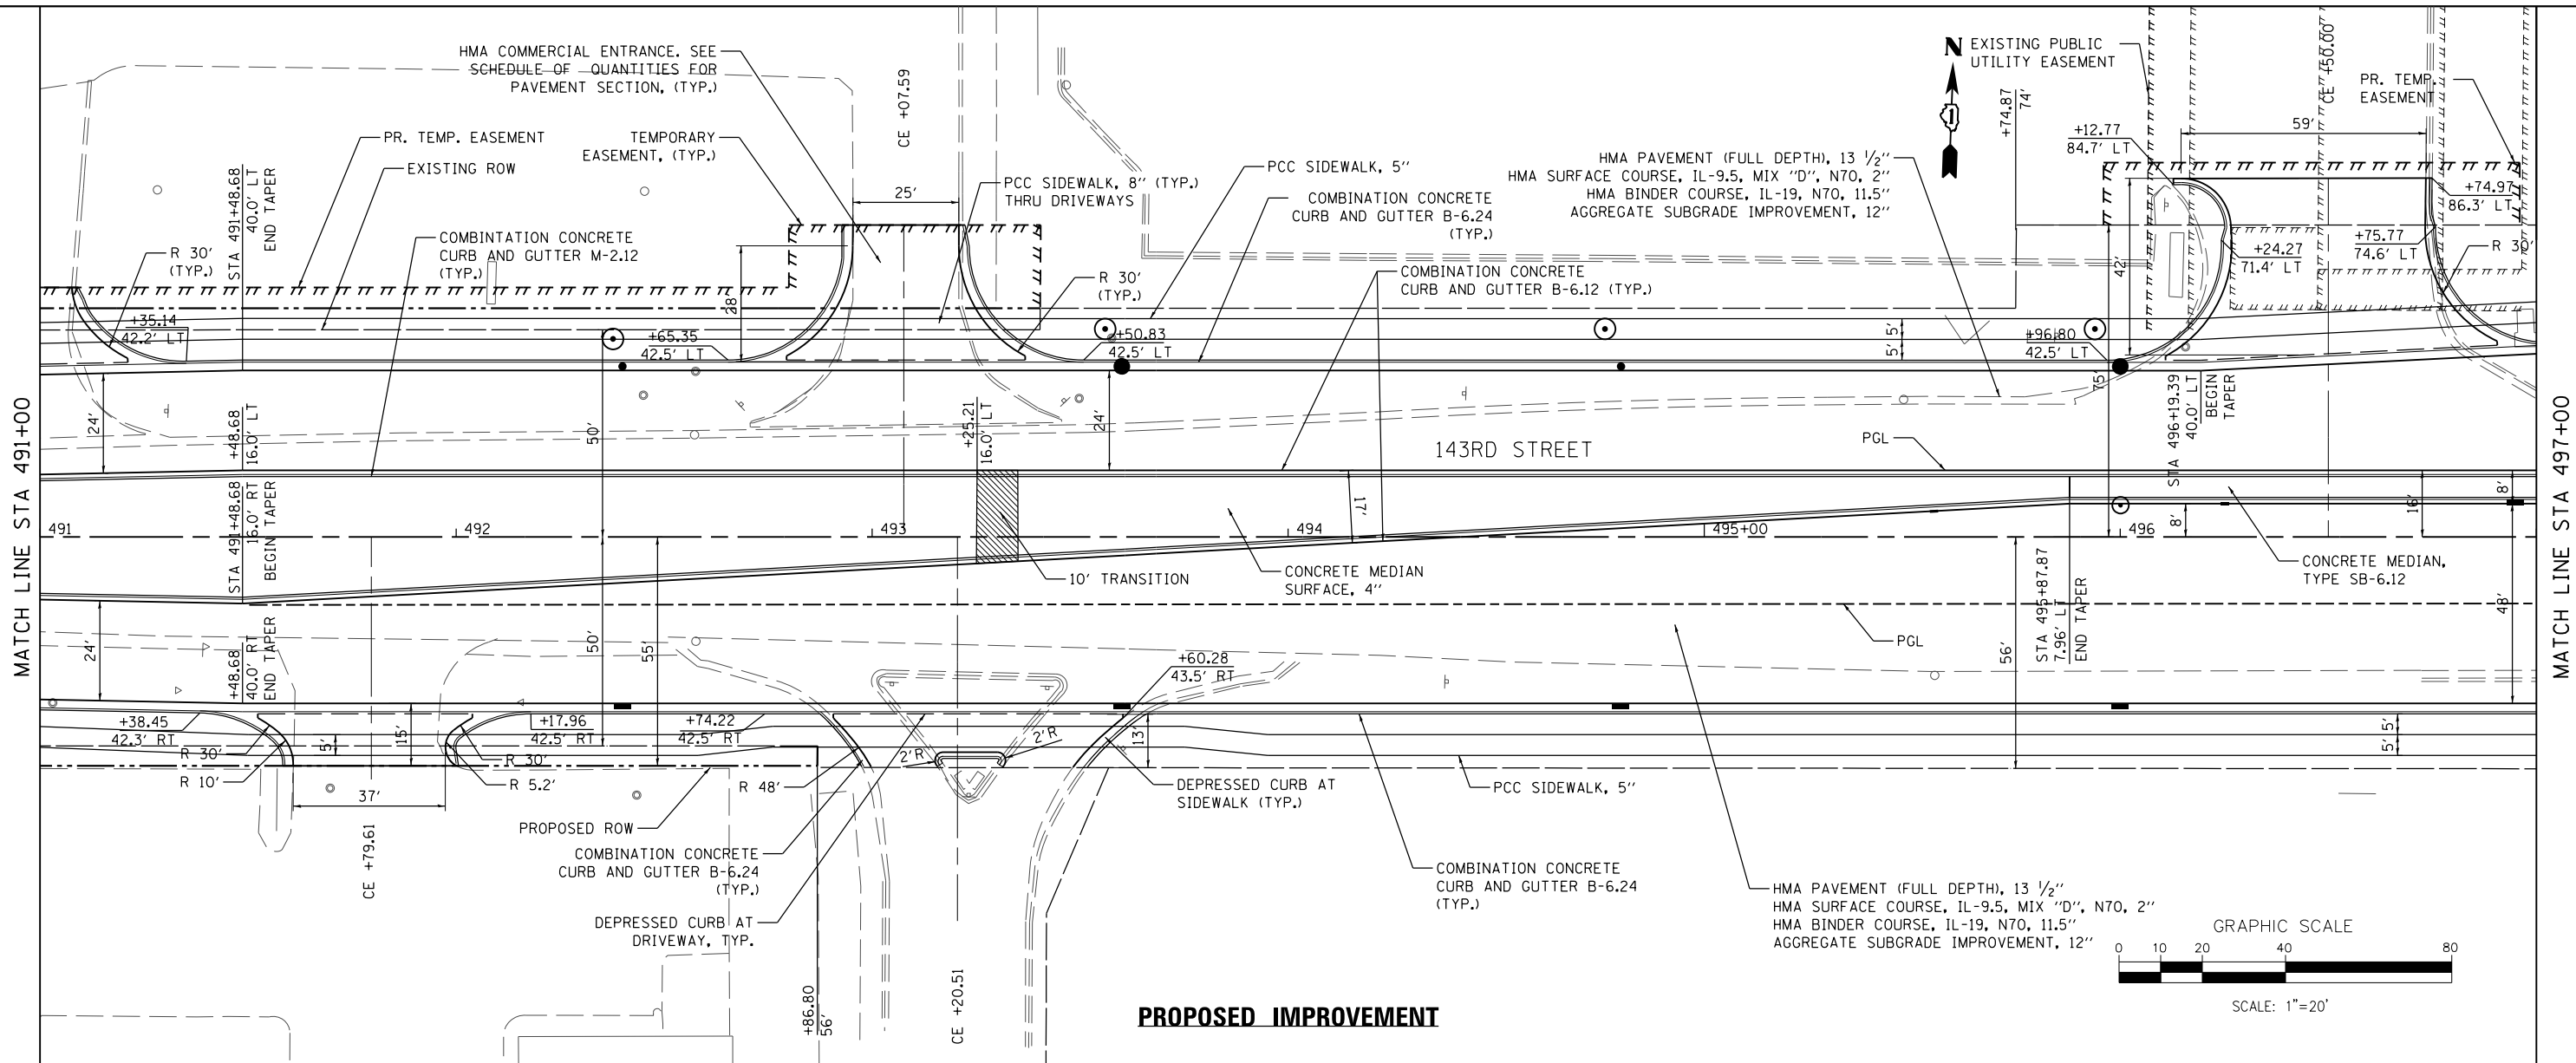 HMA COMMERCIAL ENTRANCE. SEE
SCHEDULE OF QUANTITIES FOR
PAVEMENT SECTION, (TYP.)
CE +07.59
N
EXISTING PUBLIC
UTILITY EASEMENT
1
+74.87
74'
CE +50.00'
PR. TEMP.
EASEMENT
59'
+12.77
84.7' LT
PR. TEMP. EASEMENT
EXISTING ROW
TEMPORARY
EASEMENT, (TYP.)
25'
PCC SIDEWALK, 8" (TYP.)
THRU DRIVEWAYS
PCC SIDEWALK, 5"
COMBINATION CONCRETE
CURB AND GUTTER B-6.24
(TYP.)
HMA PAVEMENT (FULL DEPTH), 13 1/2"
HMA SURFACE COURSE, IL-9.5, MIX "D", N70, 2"
HMA BINDER COURSE, IL-19, N70, 11.5"
AGGREGATE SUBGRADE IMPROVEMENT, 12"
+74.97
86.3' LT
+75.77
74.6' LT
R 30'
+24.27
71.4' LT
42'
STA 491+48.68
40.0' LT
END TAPER
R 30'
(TYP.)
COMBINTATION CONCRETE
CURB AND GUTTER M-2.12
(TYP.)
28'
R 30'
(TYP.)
COMBINATION CONCRETE
CURB AND GUTTER B-6.12 (TYP.)
+35.14
42.2' LT
+65.35
42.5' LT
+50.83
42.5' LT
5'
5'
+96.80
42.5' LT
75'
STA 496+19.39
40.0' LT
BEGIN
TAPER
24'
+48.68
16.0' LT
50'
+25.21
16.0' LT
24'
143RD STREET
PGL
MATCH LINE STA 491+00
MATCH LINE STA 497+00
STA 491+48.68
16.0' RT
BEGIN TAPER
17'
16'
8'
8'
491
492
493
494
495+00
496
10' TRANSITION
CONCRETE MEDIAN
SURFACE, 4"
CONCRETE MEDIAN,
TYPE SB-6.12
STA 495+87.87
7.96' LT
END TAPER
48'
24'
+48.68
40.0' RT
END TAPER
50'
55'
56'
PGL
+60.28
43.5' RT
+38.45
42.3' RT
R 30'
R 10'
5'
15'
+17.96
42.5' RT
R 30'
R 5.2'
+74.22
42.5' RT
R 48'
2'R
2'R
13'
5'
5'
37'
DEPRESSED CURB AT
SIDEWALK (TYP.)
PCC SIDEWALK, 5"
PROPOSED ROW
CE +79.61
COMBINATION CONCRETE
CURB AND GUTTER B-6.24
(TYP.)
DEPRESSED CURB AT
DRIVEWAY, TYP.
COMBINATION CONCRETE
CURB AND GUTTER B-6.24
(TYP.)
HMA PAVEMENT (FULL DEPTH), 13 1/2"
HMA SURFACE COURSE, IL-9.5, MIX "D", N70, 2"
HMA BINDER COURSE, IL-19, N70, 11.5"
AGGREGATE SUBGRADE IMPROVEMENT, 12"
GRAPHIC SCALE
0 10 20 40 80
SCALE: 1"=20'
+86.80
56'
CE +20.51
PROPOSED IMPROVEMENT